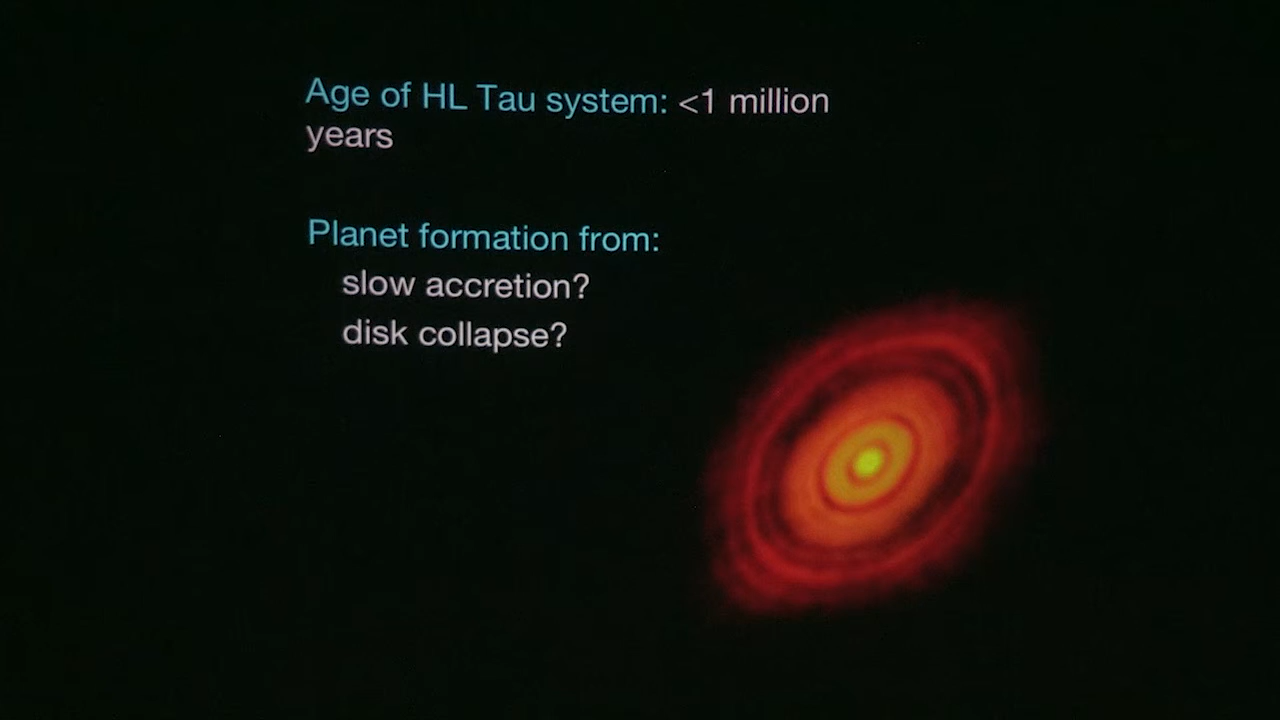 Age of HL Tau system: <1 million
years
Planet formation from:
slow accretion?
disk collapse?